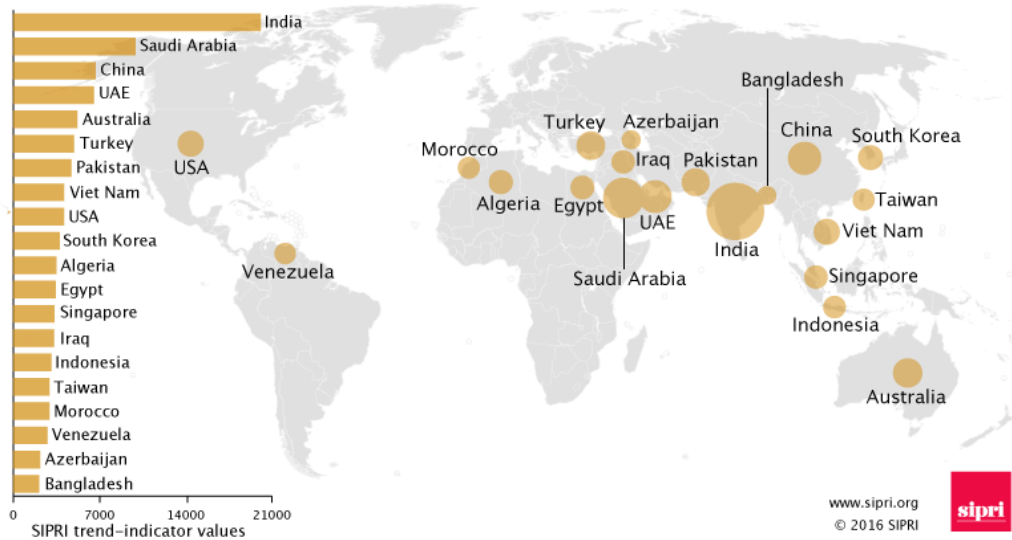 India
Saudi Arabia
China
UAE
Australia
Turkey
Pakistan
Viet Nam
USA
South Korea
Algeria
Egypt
Singapore
Iraq
Indonesia
Taiwan
Morocco
Venezuela
Azerbaijan
Bangladesh
0 7000 14000 21000
SIPRI trend–indicator values
Bangladesh
Turkey Azerbaijan China South Korea
Morocco Iraq Pakistan
USA
Algeria Egypt UAE Taiwan
India Viet Nam
Venezuela Saudi Arabia Singapore
Indonesia
Australia
www.sipri.org
© 2016 SIPRI
sipri